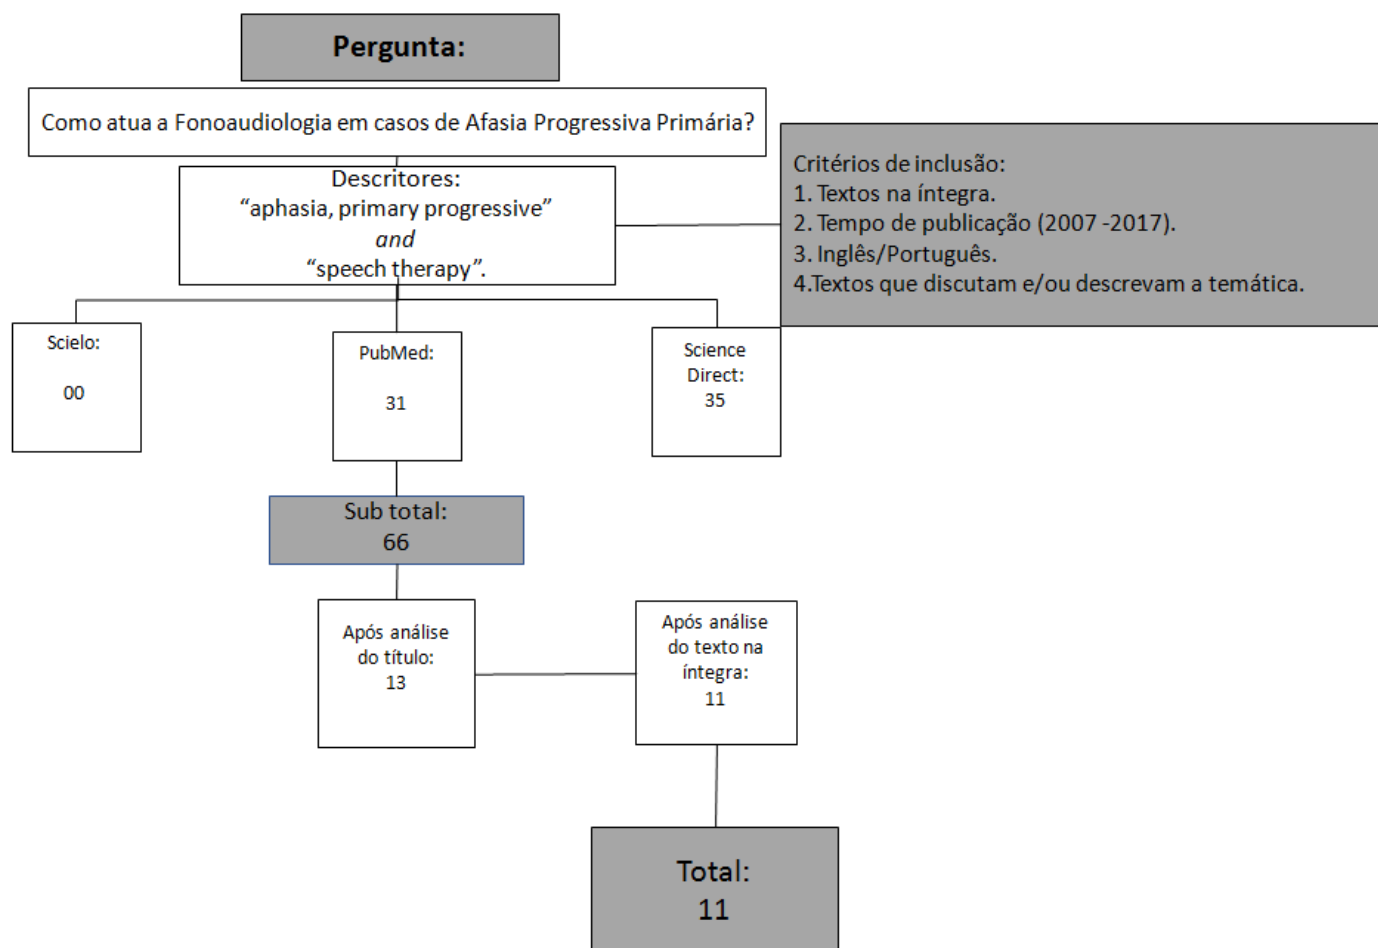 Pergunta:
Como atua a Fonoaudiologia em casos de Afasia Progressiva Primária?
Descritores:
“aphasia, primary progressive”
and
“speech therapy”.
Critérios de inclusão:
1. Textos na íntegra.
2. Tempo de publicação (2007 -2017).
3. Inglês/Português.
4.Textos que discutam e/ou descrevam a temática.
Scielo:
00
PubMed:
31
Science
Direct:
35
Sub total:
66
Após análise
do título:
13
Após análise
do texto na
íntegra:
11
Total:
11